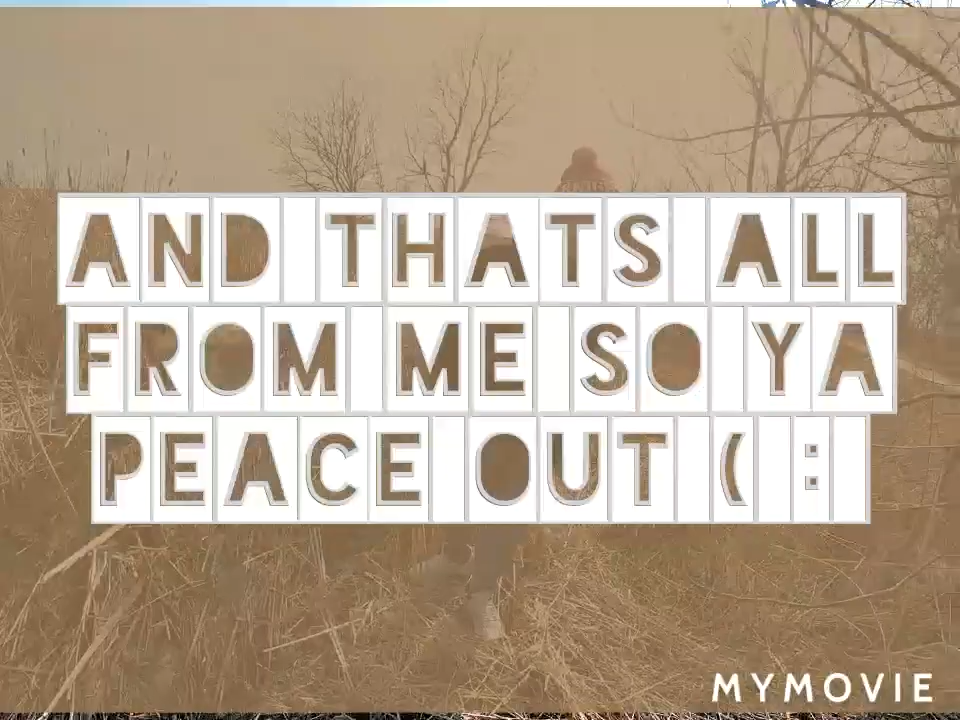 AND THATS ALL
FROM ME SO YA
PEACE OUT ( :
MYMOVIE